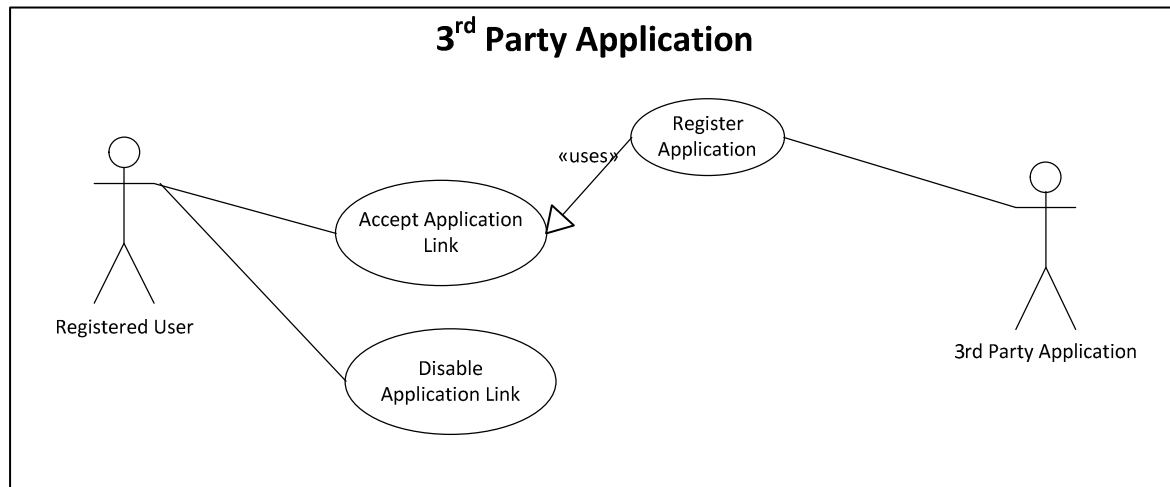 3rd Party Application
Register
Application
«uses»
Accept Application
Link
Registered User
3rd Party Application
Disable
Application Link